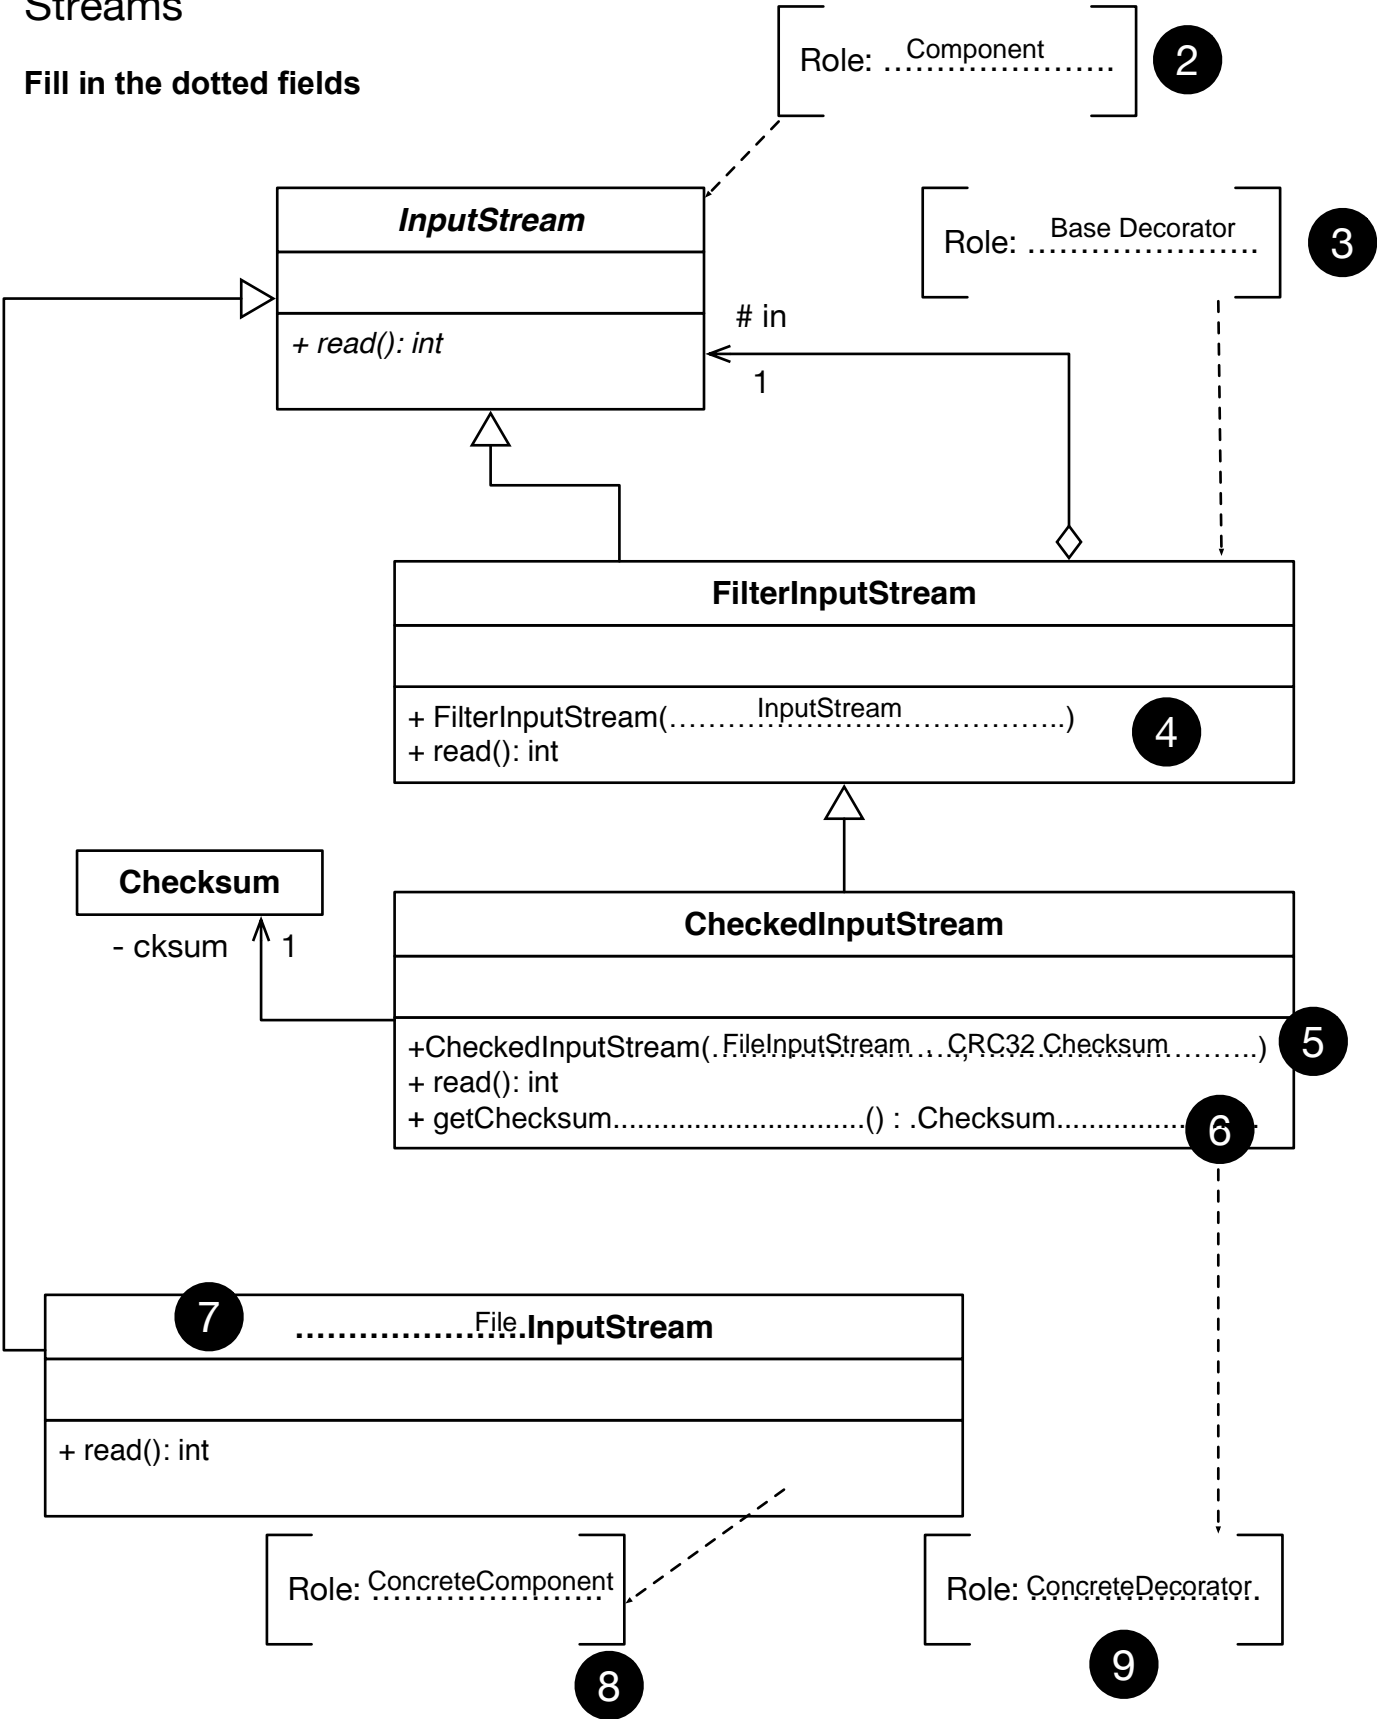 Streams
Fill in the dotted fields
Role: ...................... Component
2
Role: ...................... Base Decorator
3
InputStream
+ read(): int
# in
1
FilterInputStream
+ FilterInputStream(……InputStream……………………..)
+ read(): int
4
Checksum
- cksum
1
CheckedInputStream
+CheckedInputStream(.FileInputStream..., CRC32 Checksum………..)
5
+ read(): int
+ getChecksum...............................() : .Checksum....................
6
7
......................File.InputStream
+ read(): int
Role: ConcreteComponent
8
Role: ConcreteDecorator.
9